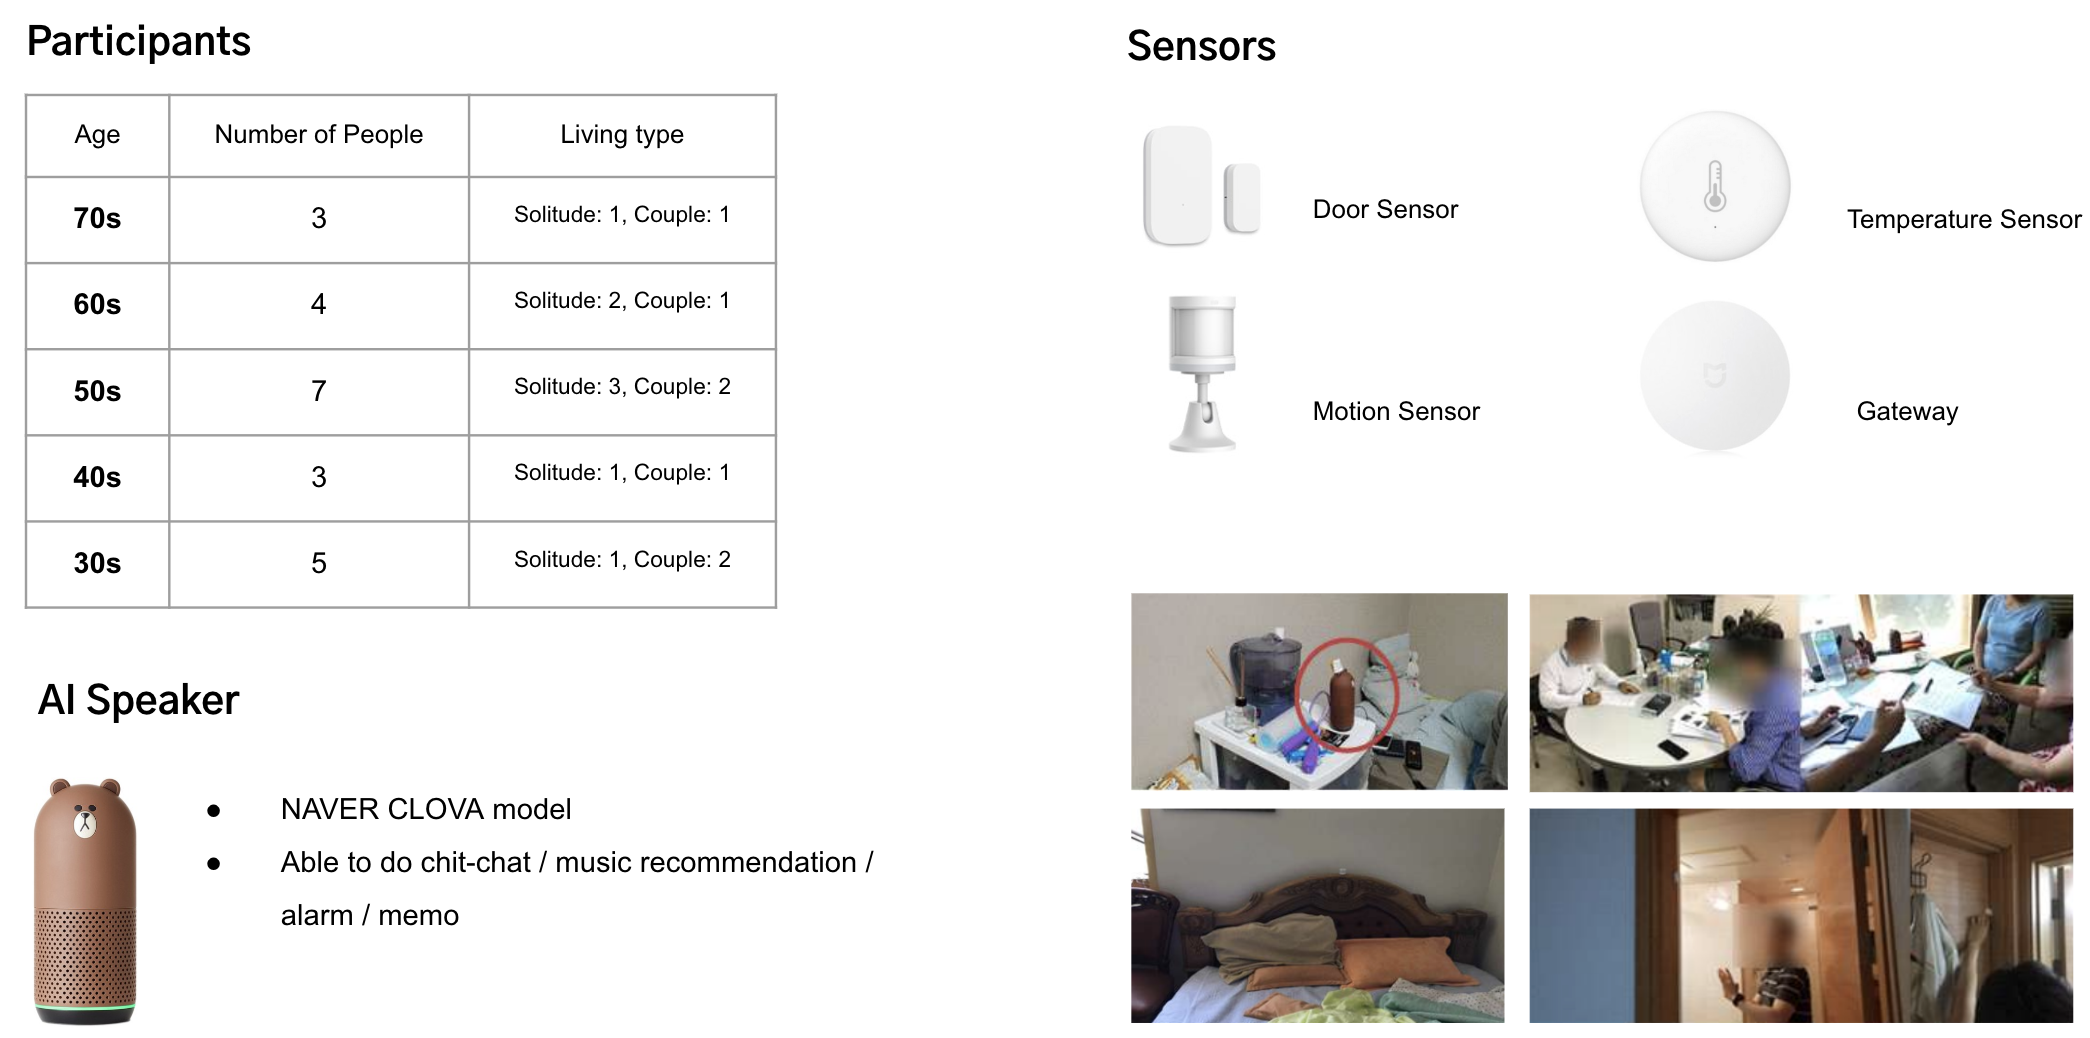 Participants
Age Number of People Living type
70s 3 Solitude: 1, Couple: 1
60s 4 Solitude: 2, Couple: 1
50s 7 Solitude: 3, Couple: 2
40s 3 Solitude: 1, Couple: 1
30s 5 Solitude: 1, Couple: 2
AI Speaker
● NAVER CLOVA model
● Able to do chit-chat / music recommendation /
alarm / memo
Sensors
Door Sensor
Temperature Sensor
Motion Sensor
Gateway